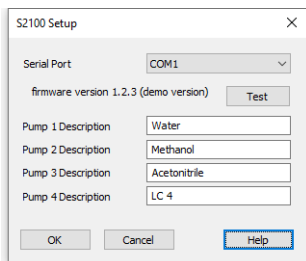 S2100 Setup
Serial Port COM1
firmware version 1.2.3 (demo version) Test
Pump 1 Description Water
Pump 2 Description Methanol
Pump 3 Description Acetonitrile
Pump 4 Description LC 4
OK Cancel Help